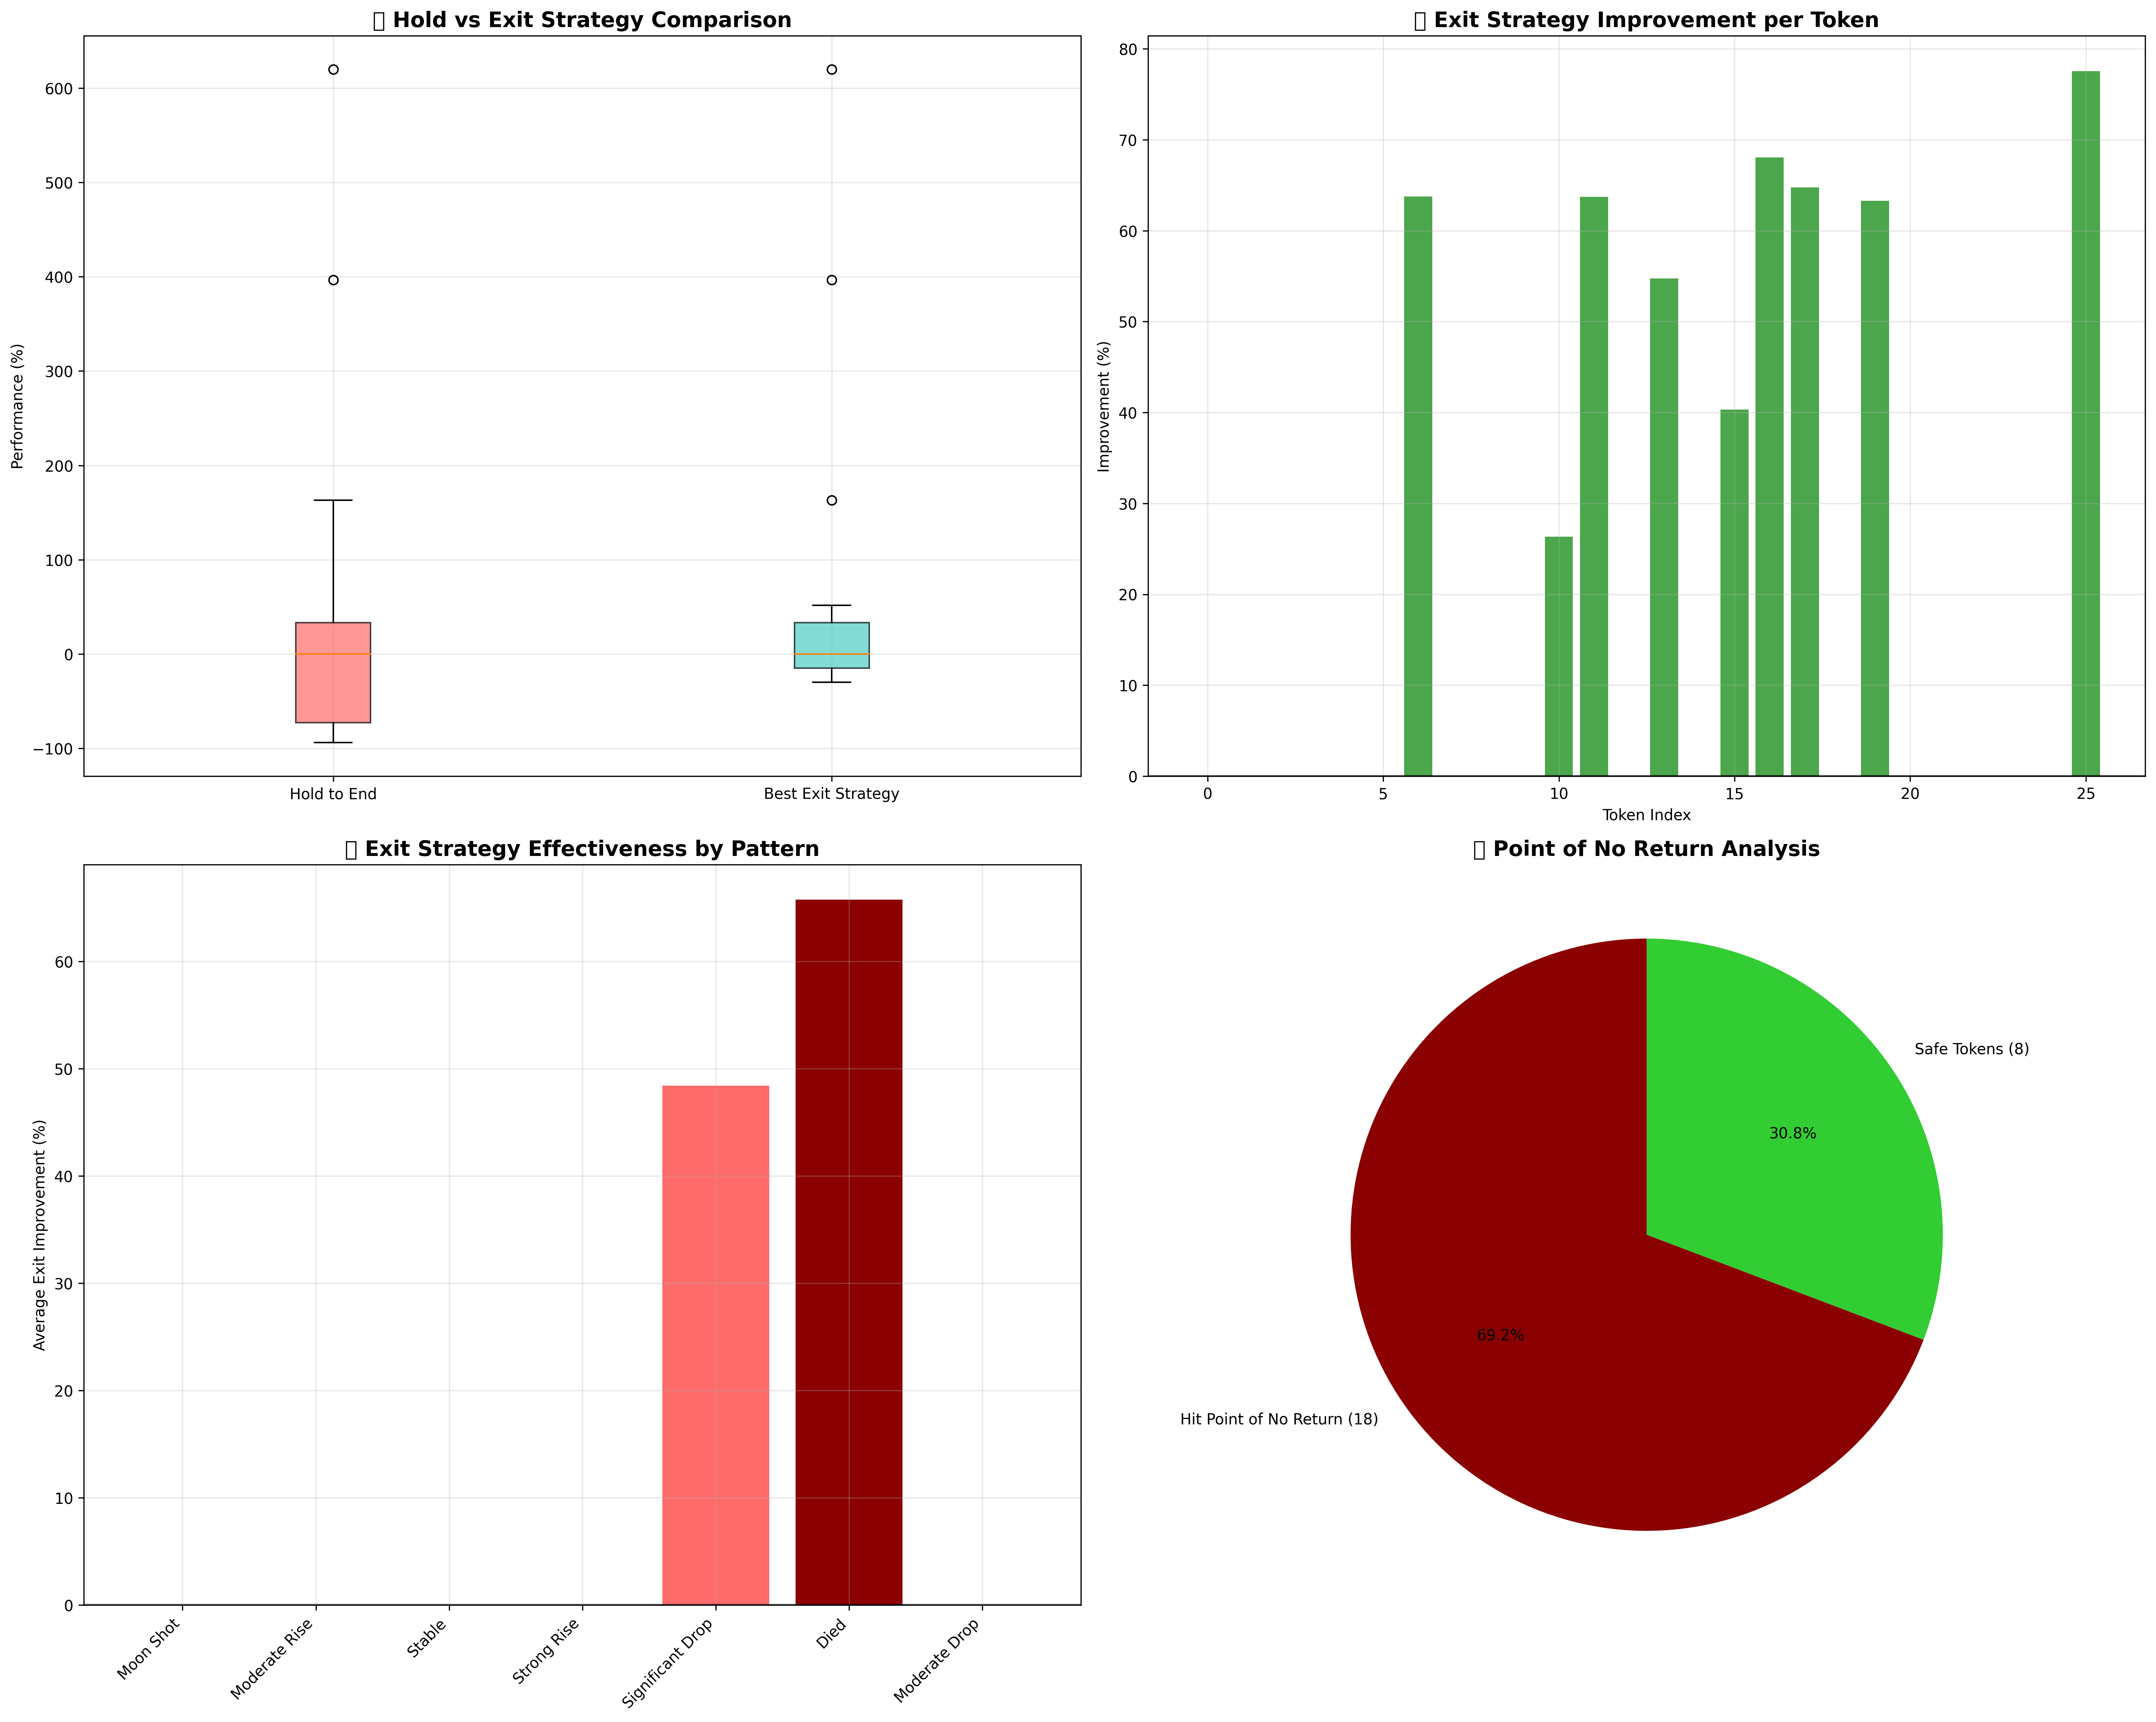 Hold vs Exit Strategy Comparison
Performance (%)
600
500
400
300
200
100
0
−100
Hold to End
Best Exit Strategy
Exit Strategy Improvement per Token
Improvement (%)
80
70
60
50
40
30
20
10
0
0
5
10
15
20
25
Token Index
Exit Strategy Effectiveness by Pattern
Average Exit Improvement (%)
60
50
40
30
20
10
0
Moon Shot
Moderate Rise
Stable
Strong Rise
Significant Drop
Died
Moderate Drop
Point of No Return Analysis
Safe Tokens (8)
30.8%
69.2%
Hit Point of No Return (18)